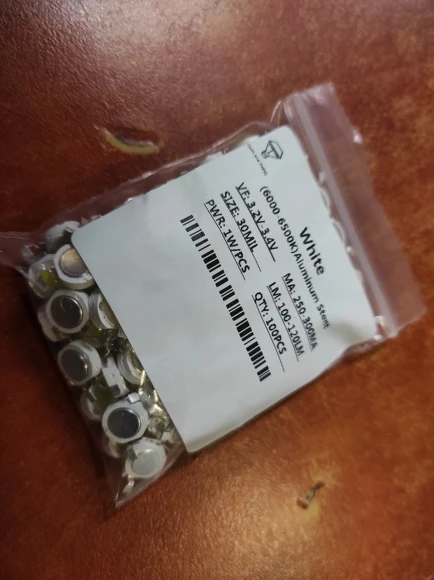 White
(6000-6500K)Aluminum Stent
VF: 3.2V-3.4V MA: 250-300MA
SIZE: 30MIL LM: 100-120LM
PWR: 1W/PCS QTY: 100PCS